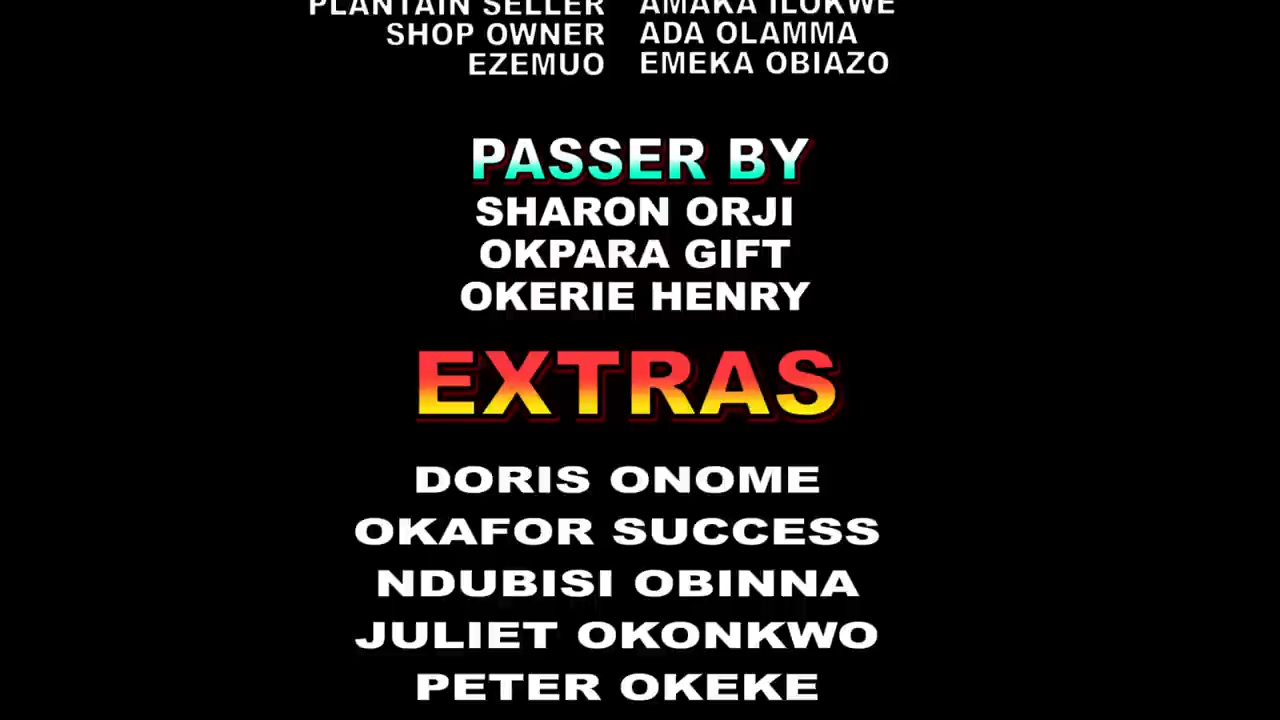 PLANTAIN SELLER AMAKA ILOKWE
SHOP OWNER ADA OLAMMA
EZEMUO EMEKA OBIAZO
PASSER BY
SHARON ORJI
OKPARA GIFT
OKERIE HENRY
EXTRAS
DORIS ONOME
OKAFOR SUCCESS
NDUBISI OBINNA
JULIET OKONKWO
PETER OKEKE